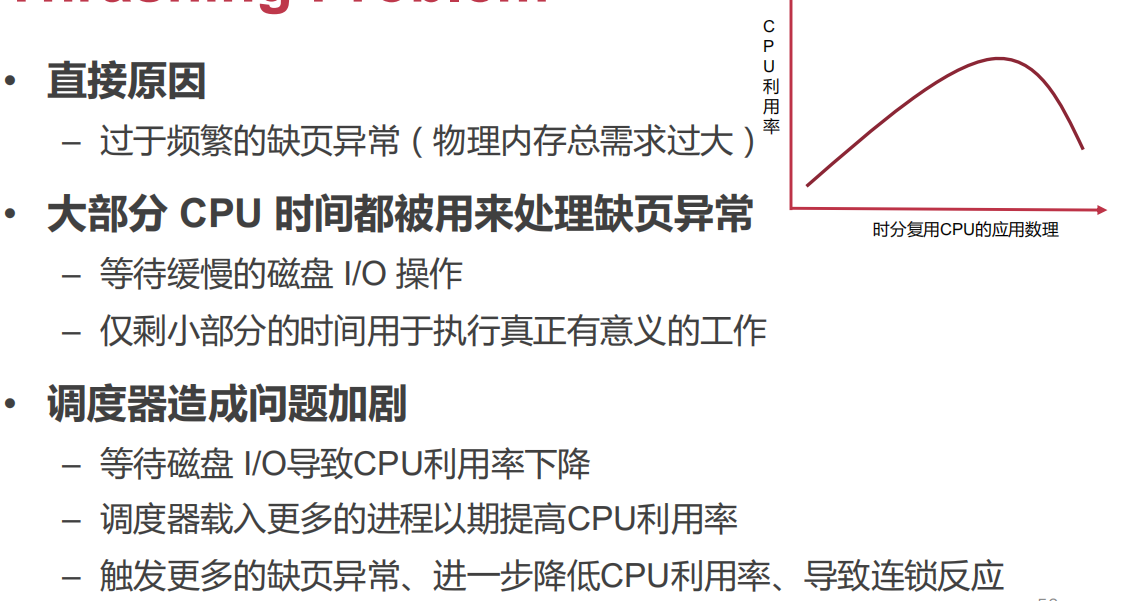 Thrashing Problem
• 直接原因
– 过于频繁的缺页异常（物理内存总需求过大）
• 大部分 CPU 时间都被用来处理缺页异常
– 等待缓慢的磁盘 I/O 操作
– 仅剩小部分的时间用于执行真正有意义的工作
• 调度器造成问题加剧
– 等待磁盘 I/O导致CPU利用率下降
– 调度器载入更多的进程以期提高CPU利用率
– 触发更多的缺页异常、进一步降低CPU利用率、导致连锁反应
CPU利用率
时分复用CPU的应用数理